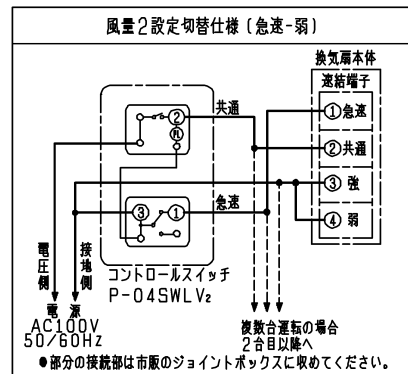 風量2設定切替仕様(急速-弱)
換気扇本体
速結端子
共通
①急速
②共通
③ 強
④ 弱
②
PL
急速
③
①
電圧側
接地側
コントロールスイッチ
P-04SWLV₂
電源
AC100V
50/60Hz
複数台運転の場合
2台目以降へ
●部分の接続部は市販のジョイントボックスに収めてください。